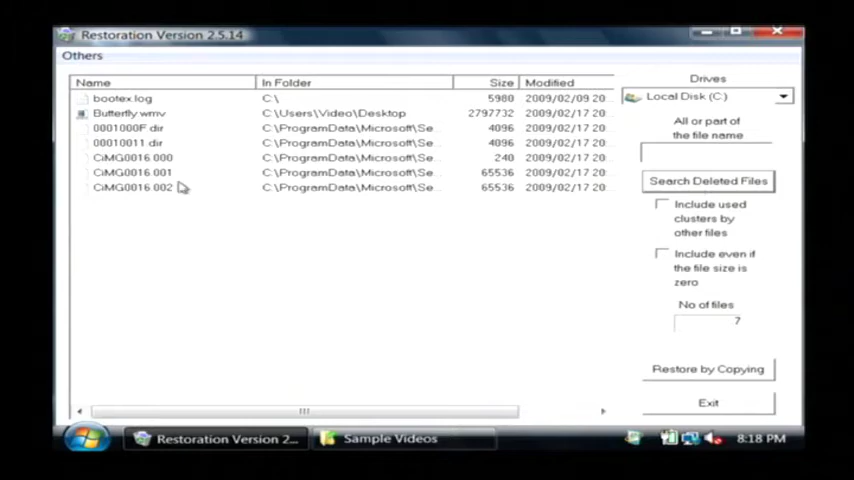 Restoration Version 2.5.14
Others
Name In Folder Size Modified
bootex.log C:\ 5980 2009/02/09 20...
Butterfly.wmv C:\Users\Video\Desktop 2797732 2009/02/17 20...
0001000F.dir C:\ProgramData\Microsoft\Se... 4096 2009/02/17 20...
00010011.dir C:\ProgramData\Microsoft\Se... 4096 2009/02/17 20...
CiMG0016.000 C:\ProgramData\Microsoft\Se... 240 2009/02/17 20...
CiMG0016.001 C:\ProgramData\Microsoft\Se... 65536 2009/02/17 20...
CiMG0016.002 C:\ProgramData\Microsoft\Se... 65536 2009/02/17 20...
Drives
Local Disk (C:)
All or part of
the file name
Search Deleted Files
Include used
clusters by
other files
Include even if
the file size is
zero
No of files
7
Restore by Copying
Exit
Restoration Version 2...
Sample Videos
8:18 PM